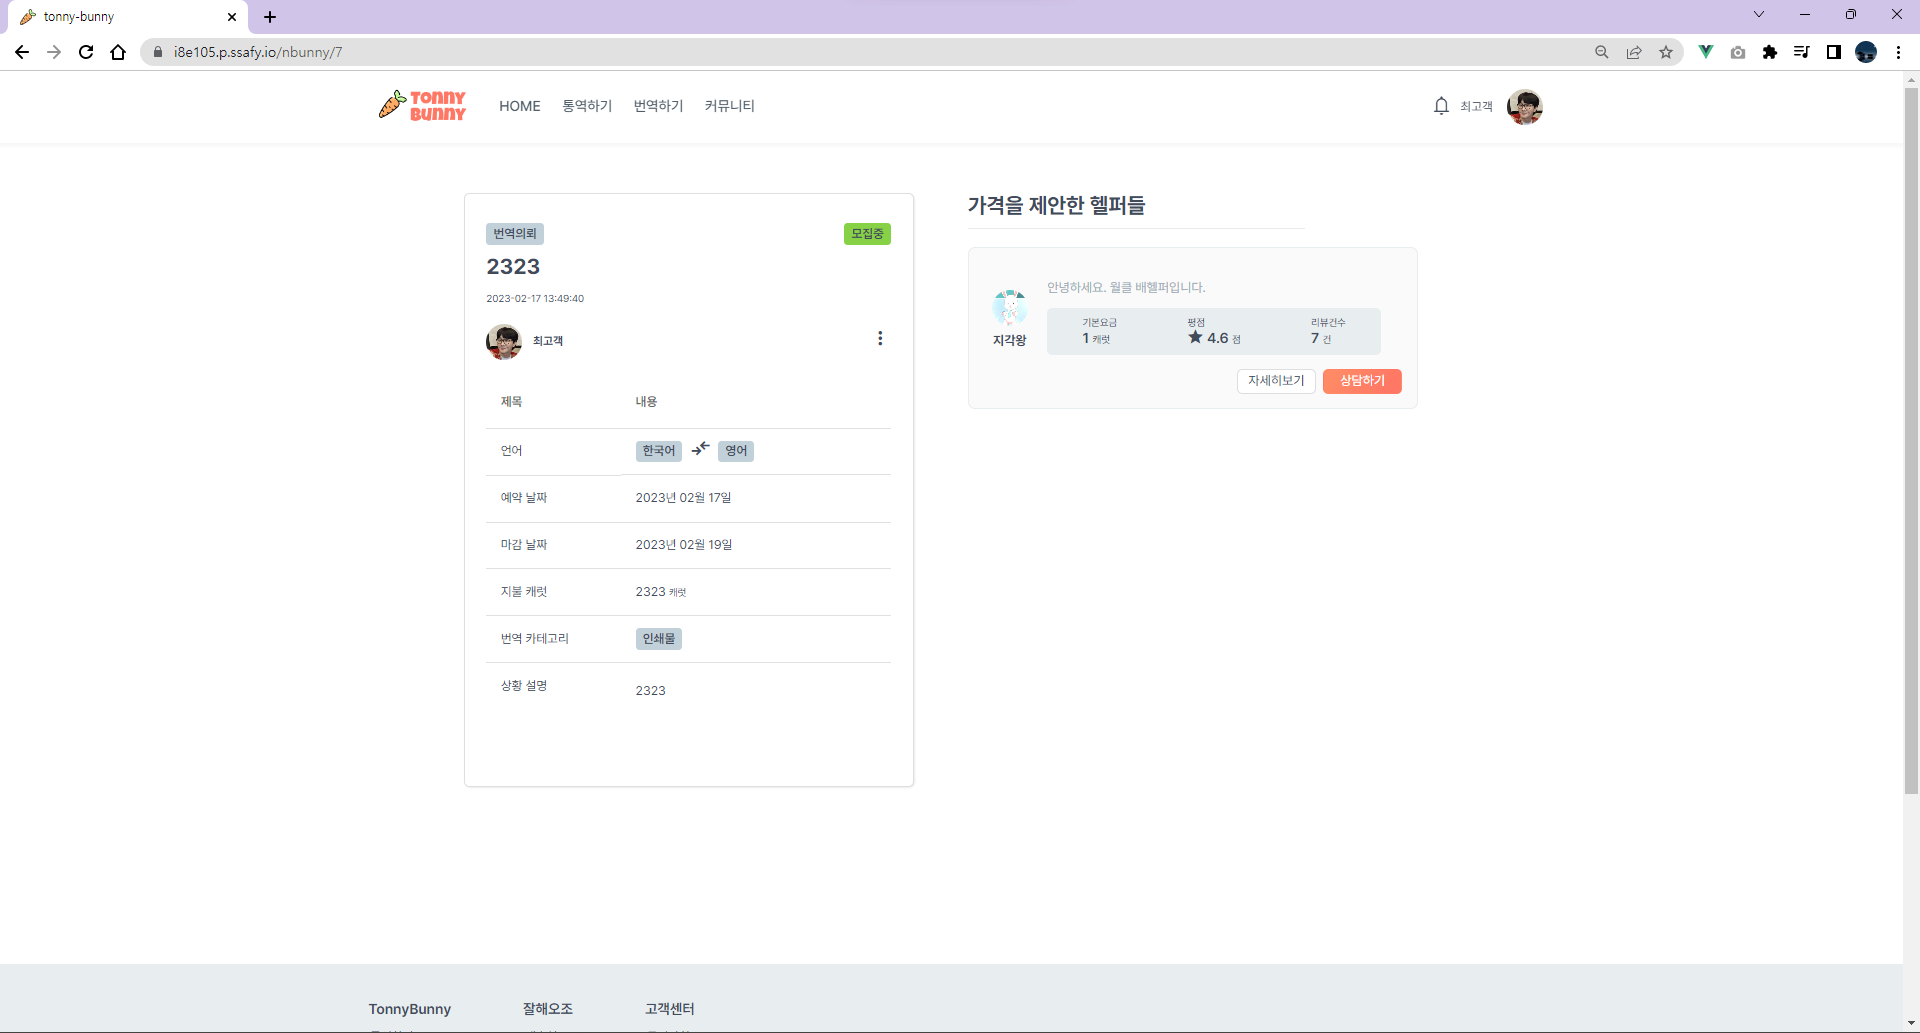 tonny-bunny
i8e105.p.ssafy.io/nbunny/7
TONNY BUNNY
HOME 통역하기 번역하기 커뮤니티
최고객
번역의뢰 모집중
2323
2023-02-17 13:49:40
최고객
제목 내용
언어 한국어 영어
예약 날짜 2023년 02월 17일
마감 날짜 2023년 02월 19일
지불 캐럿 2323 캐럿
번역 카테고리 인쇄물
상황 설명 2323
가격을 제안한 헬퍼들
안녕하세요. 월클 배헬퍼입니다.
지각왕
기본요금 평점 리뷰건수
1 캐럿 ★ 4.6 점 7 건
자세히보기 상담하기
TonnyBunny 잘해오조 고객센터